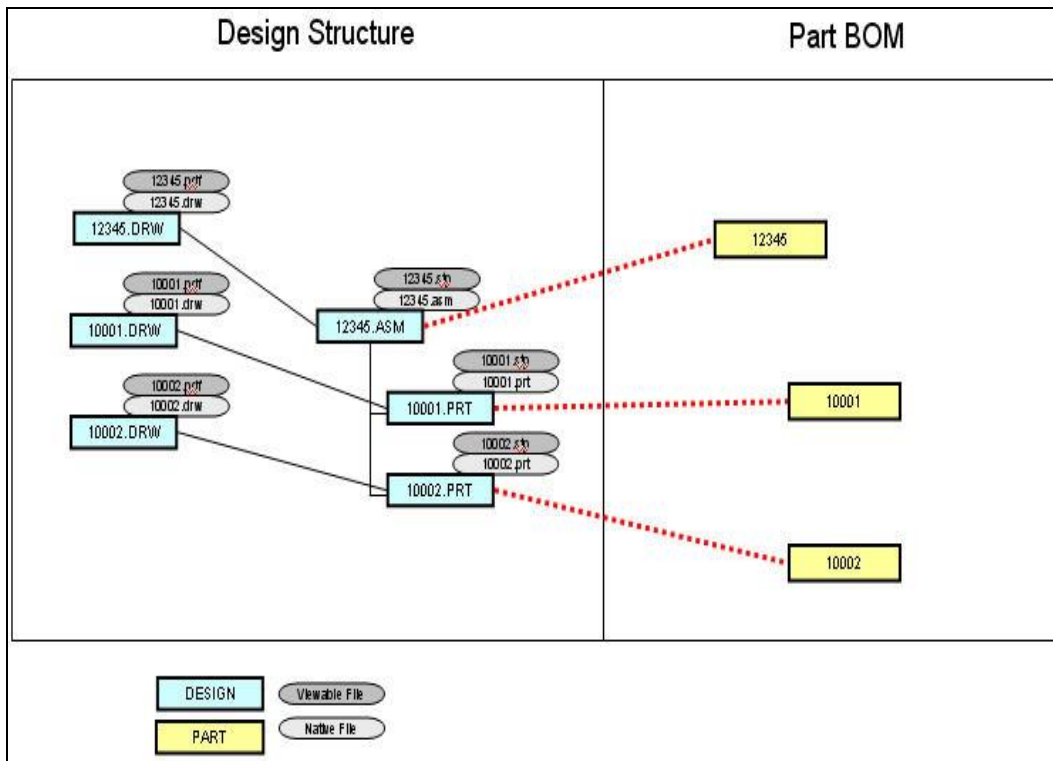 Design Structure
Part BOM
12345.pdf
12345.drw
12345.DRW
12345
10001.pdf
10001.drw
10001.DRW
12345.stp
12345.asm
12345.ASM
10001.stp
10001.prt
10001.PRT
10001
10002.pdf
10002.drw
10002.DRW
10002.stp
10002.prt
10002.PRT
10002
DESIGN
Viewable File
PART
Native File